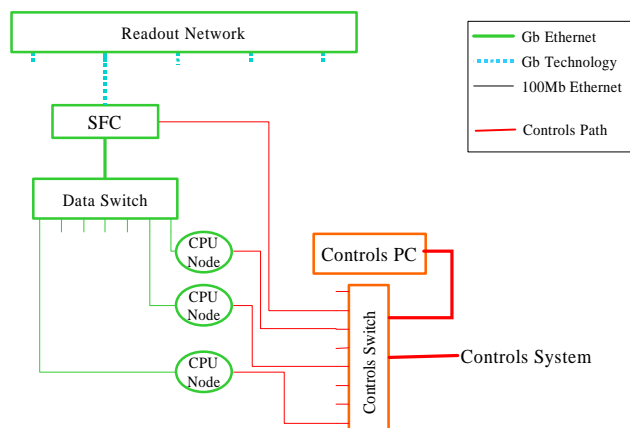 Readout Network
Gb Ethernet
Gb Technology
100Mb Ethernet
Controls Path
SFC
Data Switch
CPU
Node
Controls PC
CPU
Node
CPU
Node
Controls Switch
Controls System